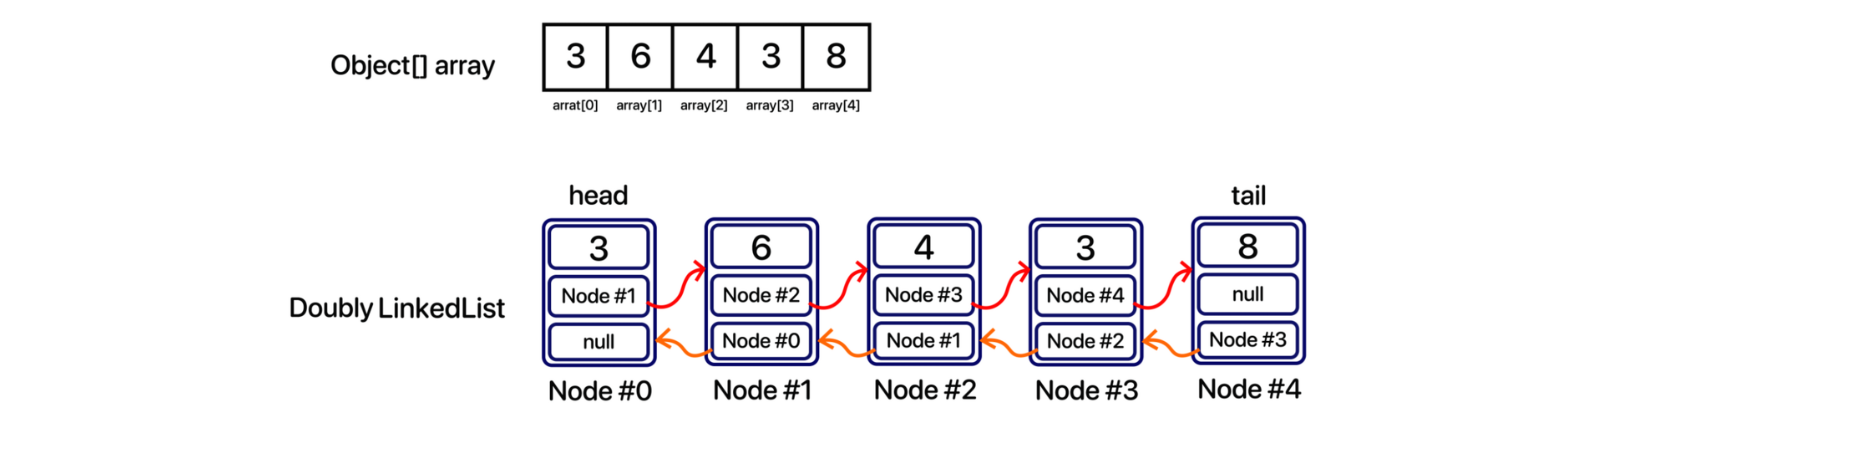 Object[] array
3 6 4 3 8
arrat[0] array[1] array[2] array[3] array[4]
head tail
Doubly LinkedList
3 6 4 3 8
Node #1 Node #2 Node #3 Node #4 null
null Node #0 Node #1 Node #2 Node #3
Node #0 Node #1 Node #2 Node #3 Node #4